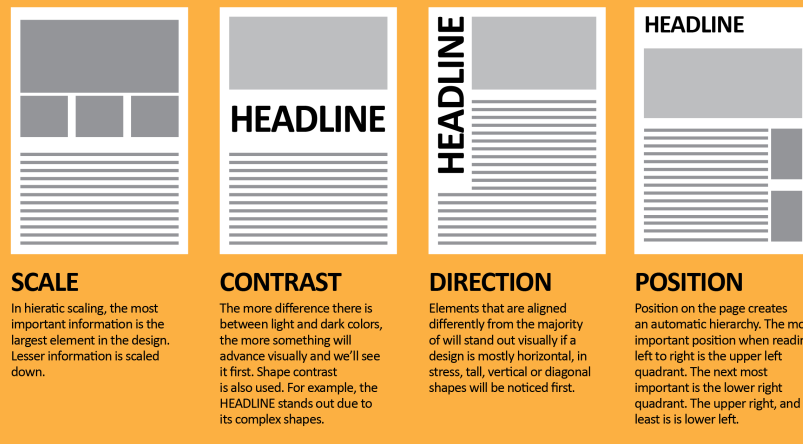 HEADLINE
HEADLINE
HEADLINE
SCALE
In hieratic scaling, the most
important information is the
largest element in the design.
Lesser information is scaled
down.
CONTRAST
The more difference there is
between light and dark colors,
the more something will
advance visually and we'll see
it first. Shape contrast
is also used. For example, the
HEADLINE stands out due to
its complex shapes.
DIRECTION
Elements that are aligned
differently from the majority
of will stand out visually if a
design is mostly horizontal, in
stress, tall, vertical or diagonal
shapes will be noticed first.
POSITION
Position on the page creates
an automatic hierarchy. The
important position when
left to right is the upper left
quadrant. The next most
important is the lower right
quadrant. The upper right, and
least is is lower left.